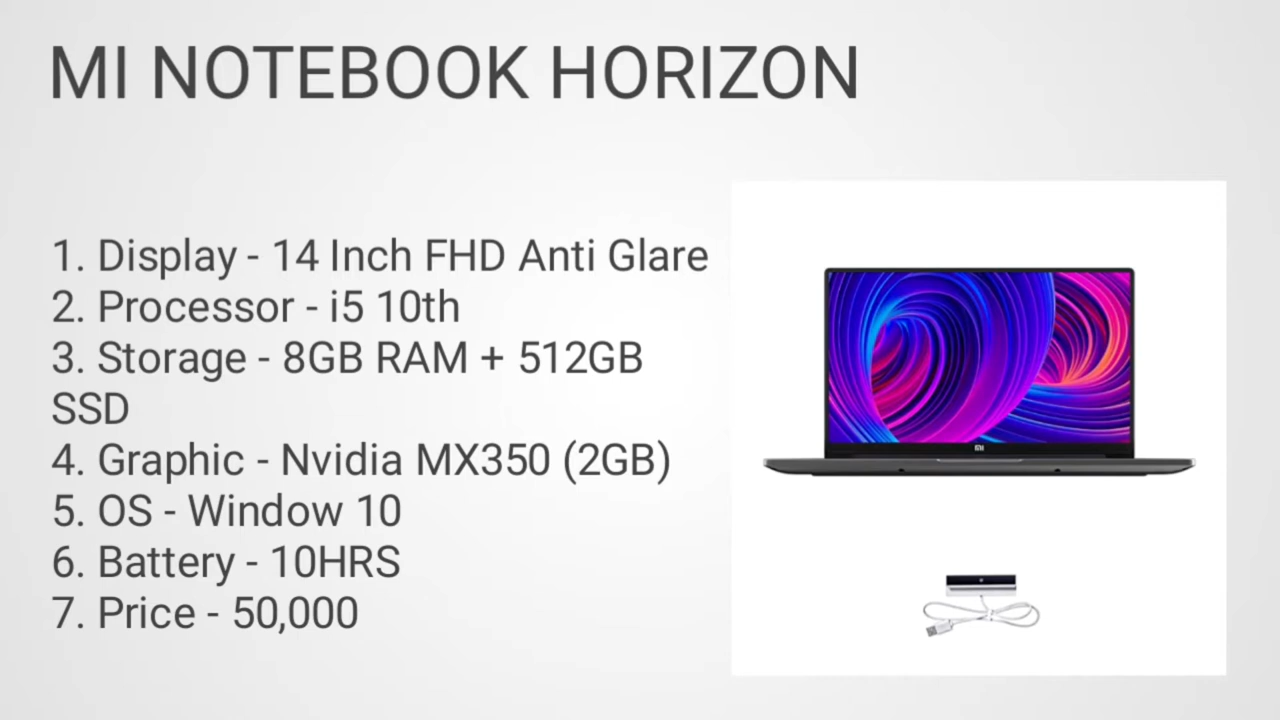 MI NOTEBOOK HORIZON
1. Display - 14 Inch FHD Anti Glare
2. Processor - i5 10th
3. Storage - 8GB RAM + 512GB
SSD
4. Graphic - Nvidia MX350 (2GB)
5. OS - Window 10
6. Battery - 10HRS
7. Price - 50,000
mi